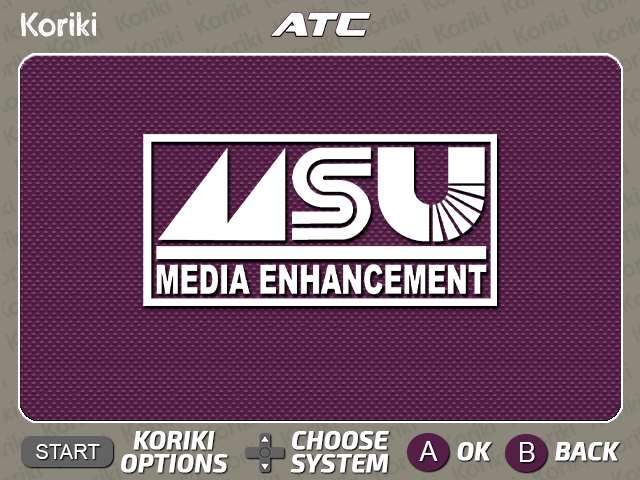 Koriki
ATC
MSU
MEDIA ENHANCEMENT
START
KORIKI
OPTIONS
CHOOSE
SYSTEM
A
OK
B
BACK